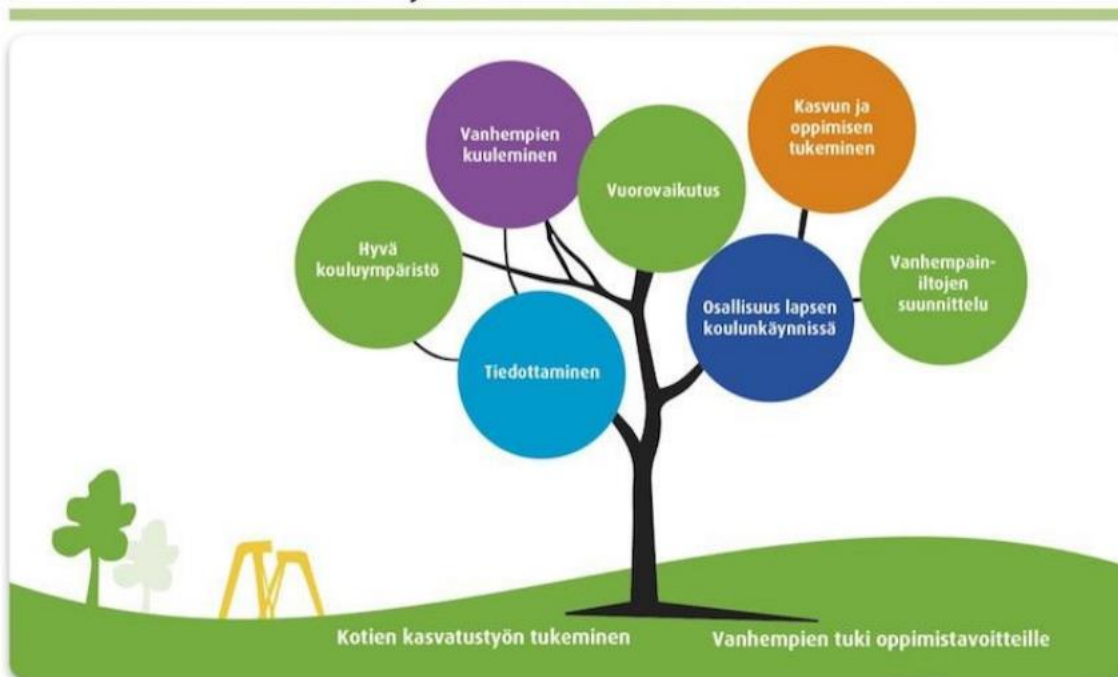 Vanhempien
kuuleminen
Kasvun ja
oppimisen
tukeminen
Vuorovaikutus
Hyvä
kouluympäristö
Vanhempain-
iltojen
suunnittelu
Osallisuus lapsen
koulunkäynnissä
Tiedottaminen
Kotien kasvatustyön tukeminen
Vanhempien tuki oppimistavoitteille